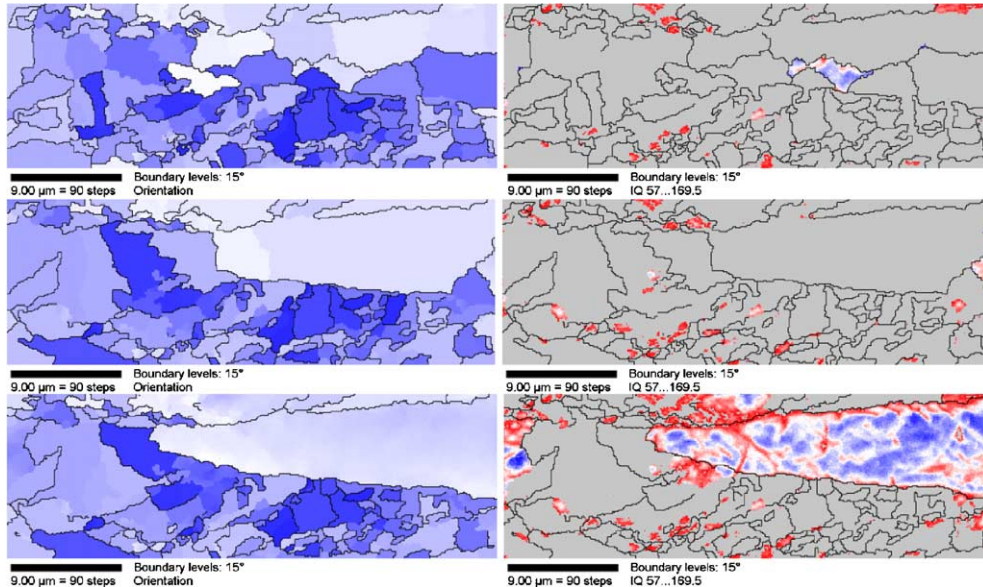 Boundary levels: 15°
9.00 µm = 90 steps Orientation
Boundary levels: 15°
9.00 µm = 90 steps IQ 57...169.5
Boundary levels: 15°
9.00 µm = 90 steps Orientation
Boundary levels: 15°
9.00 µm = 90 steps IQ 57...169.5
Boundary levels: 15°
9.00 µm = 90 steps Orientation
Boundary levels: 15°
9.00 µm = 90 steps IQ 57...169.5